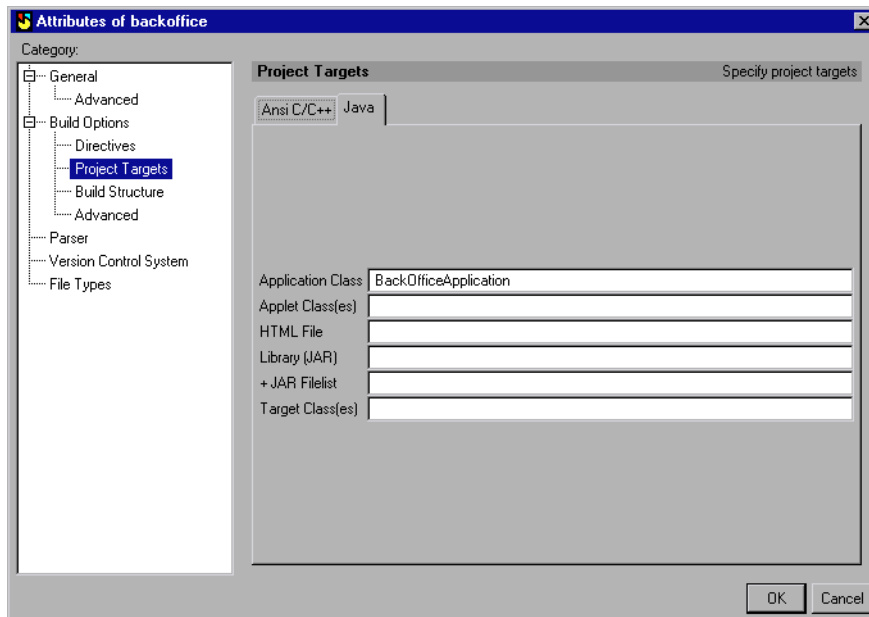 Attributes of backoffice
Category:
General
Advanced
Build Options
Directives
Project Targets
Build Structure
Advanced
Parser
Version Control System
File Types
Project Targets Specify project targets
Ansi C/C++ Java
Application Class BackOfficeApplication
Applet Class(es)
HTML File
Library (JAR)
+ JAR Filelist
Target Class(es)
OK Cancel